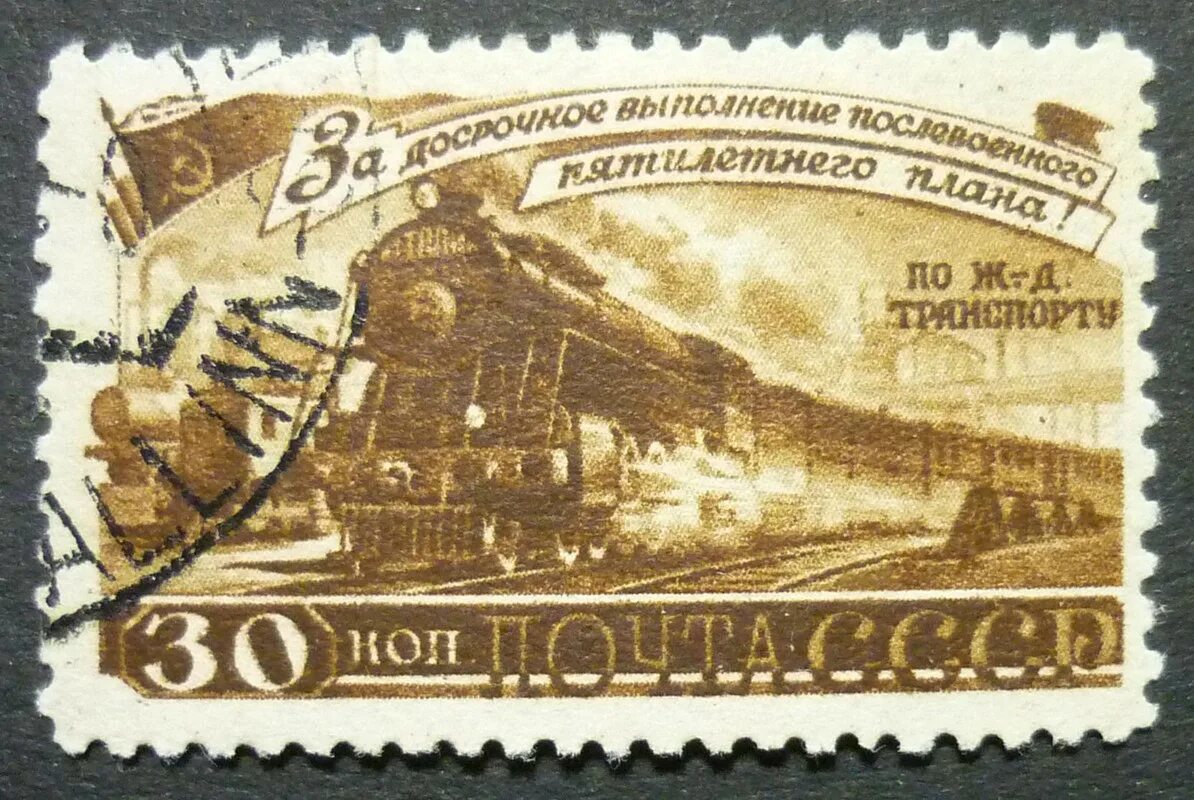 За досрочное выполнение послевоенного
пятилетнего плана!
ПО Ж.-Д.
ТРАНСПОРТУ
30 КОП. ПОЧТА СССР